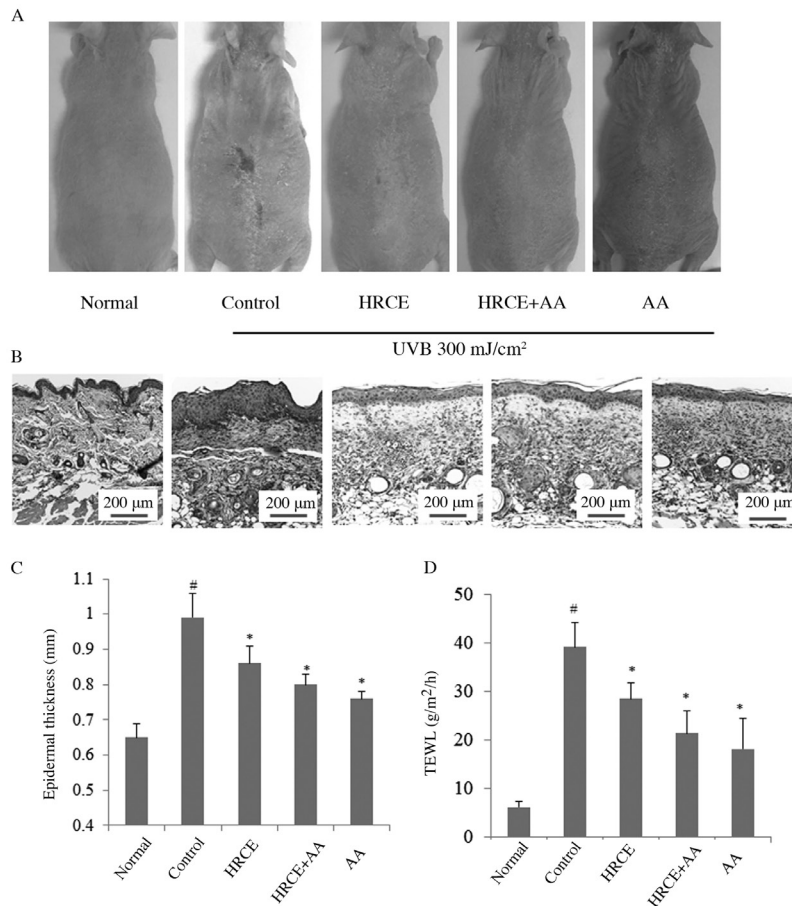 A
Normal
Control
HRCE
HRCE+AA
AA
UVB 300 mJ/cm²
B
200 μm
200 μm
200 μm
200 μm
200 μm
C
Epidermal thickness (mm)
1.1
1
0.9
0.8
0.7
0.6
0.5
0.4
#
*
*
*
Normal
Control
HRCE
HRCE+AA
AA
D
TEWL (g/m²/h)
50
40
30
20
10
0
#
*
*
*
Normal
Control
HRCE
HRCE+AA
AA